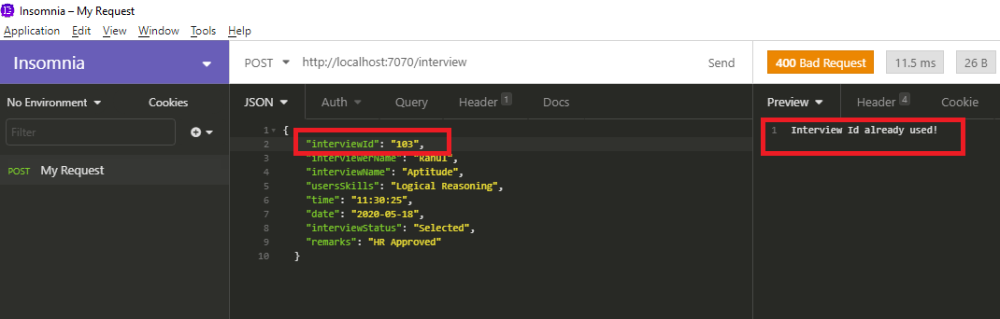 Insomnia – My Request
Application Edit View Window Tools Help
Insomnia
POST http://localhost:7070/interview Send
400 Bad Request 11.5 ms 26 B
No Environment Cookies
JSON Auth Query Header 1 Docs
Preview Header 4 Cookie
Filter
POST My Request
1 {
2 "interviewId": "103",
3 "interviewerName": "Rahul",
4 "interviewName": "Aptitude",
5 "usersSkills": "Logical Reasoning",
6 "time": "11:30:25",
7 "date": "2020-05-18",
8 "interviewStatus": "Selected",
9 "remarks": "HR Approved"
10 }
1 Interview Id already used!